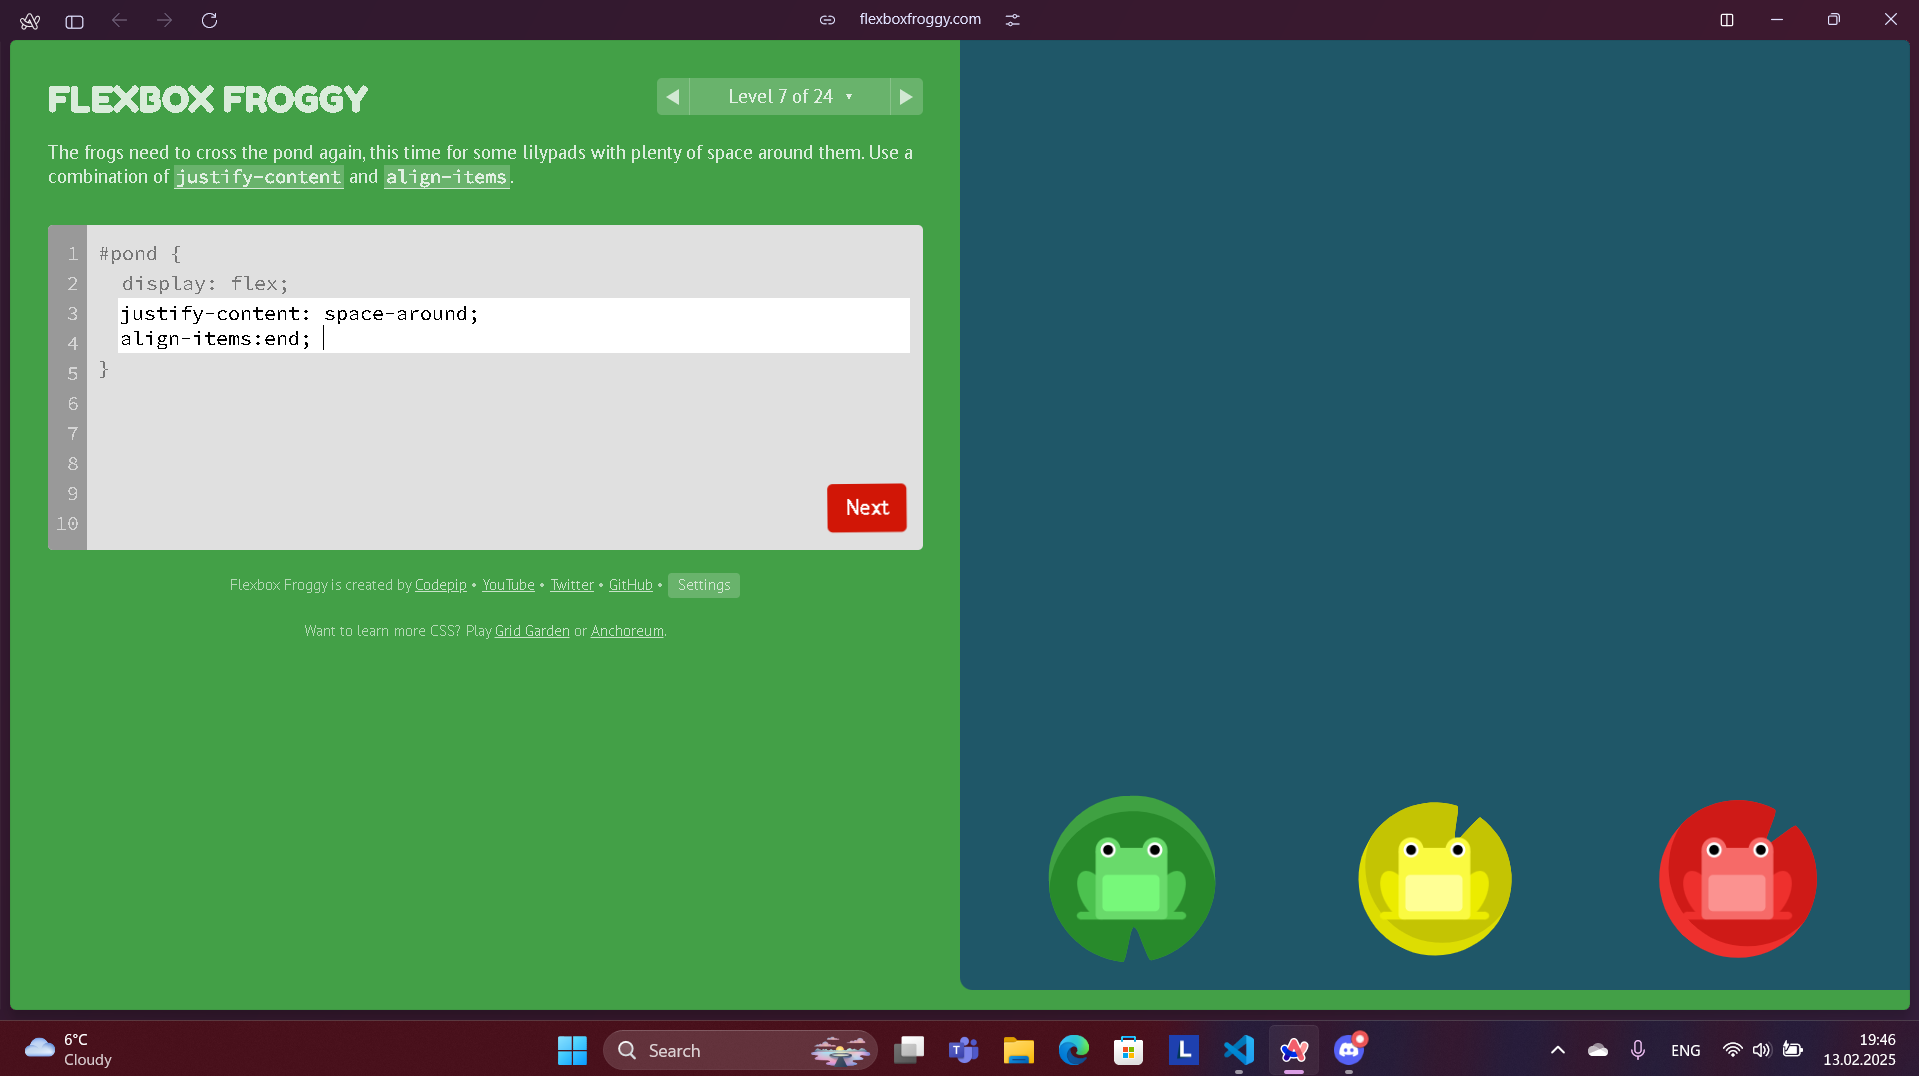 flexboxfroggy.com
FLEXBOX FROGGY
◀ Level 7 of 24 ▼ ▶
The frogs need to cross the pond again, this time for some lilypads with plenty of space around them. Use a
combination of justify-content and align-items.
1 #pond {
2 display: flex;
3 justify-content: space-around;
4 align-items:end;
5 }
6
7
8
9
10
Next
Flexbox Froggy is created by Codepip • YouTube • Twitter • GitHub • Settings
Want to learn more CSS? Play Grid Garden or Anchoreum.
6°C
Cloudy
Search
L
ENG
19:46
13.02.2025